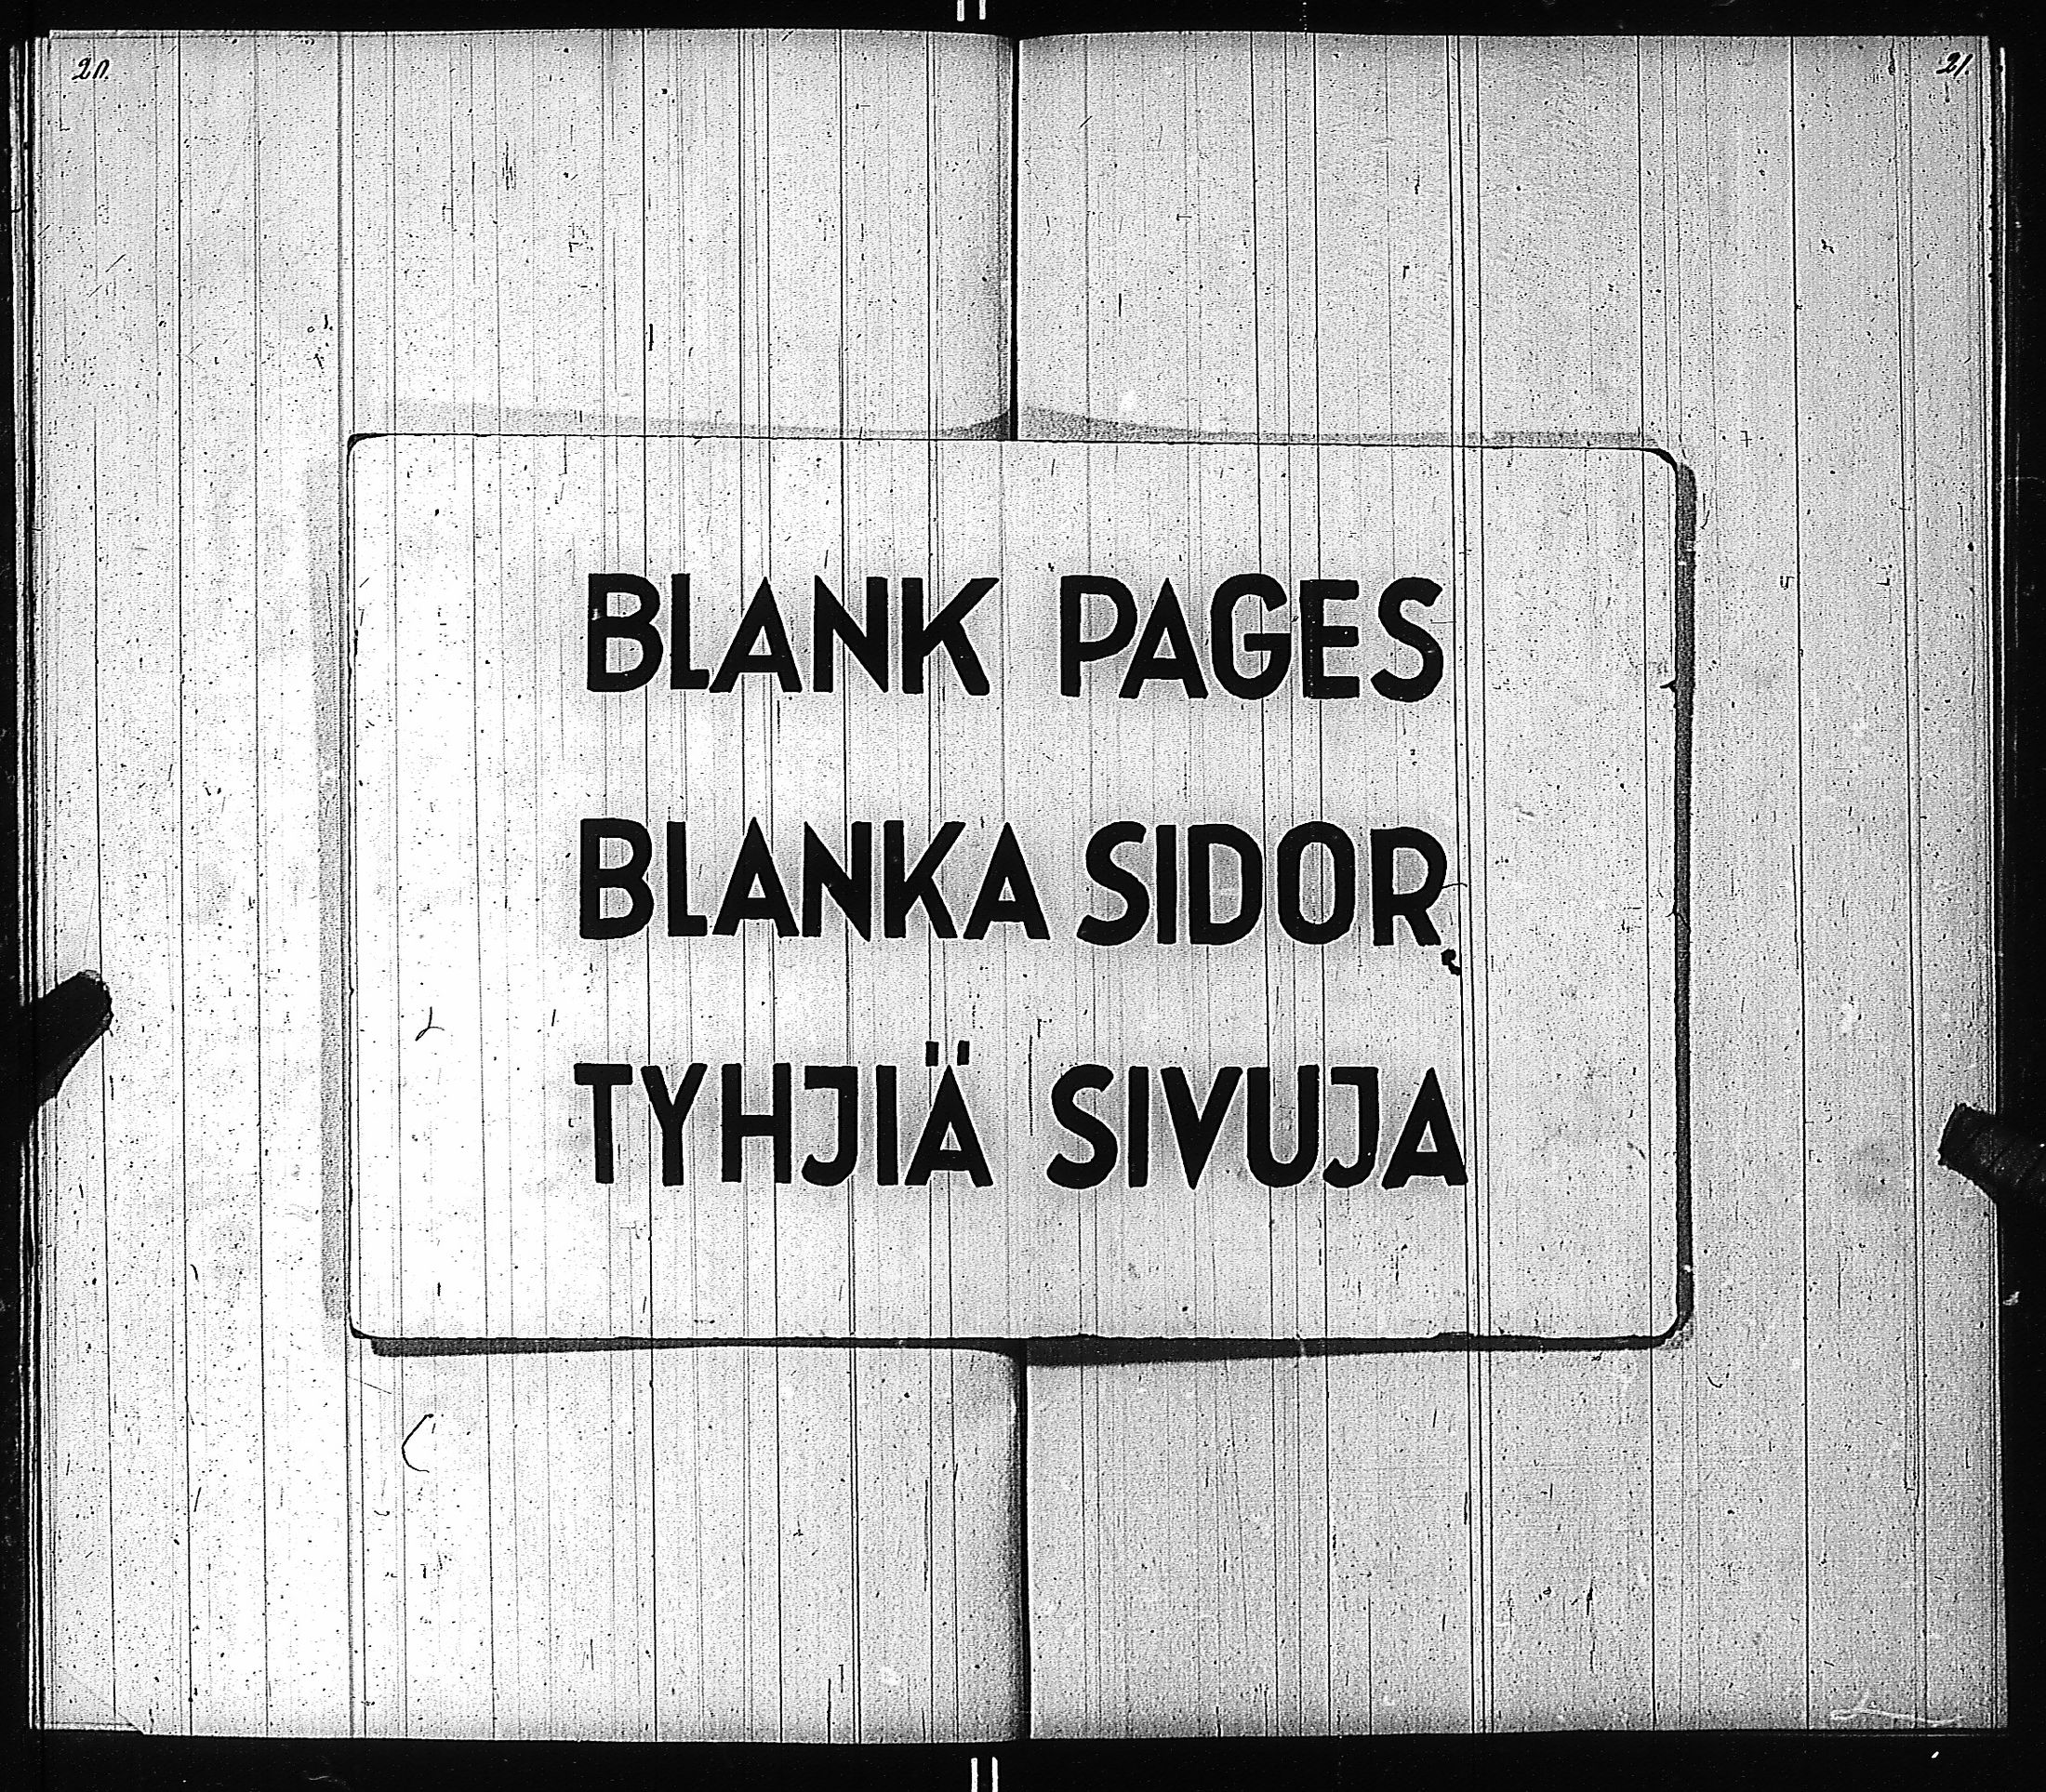 20.
21.
BLANK PAGES
BLANKA SIDOR
TYHJIÄ SIVUJA